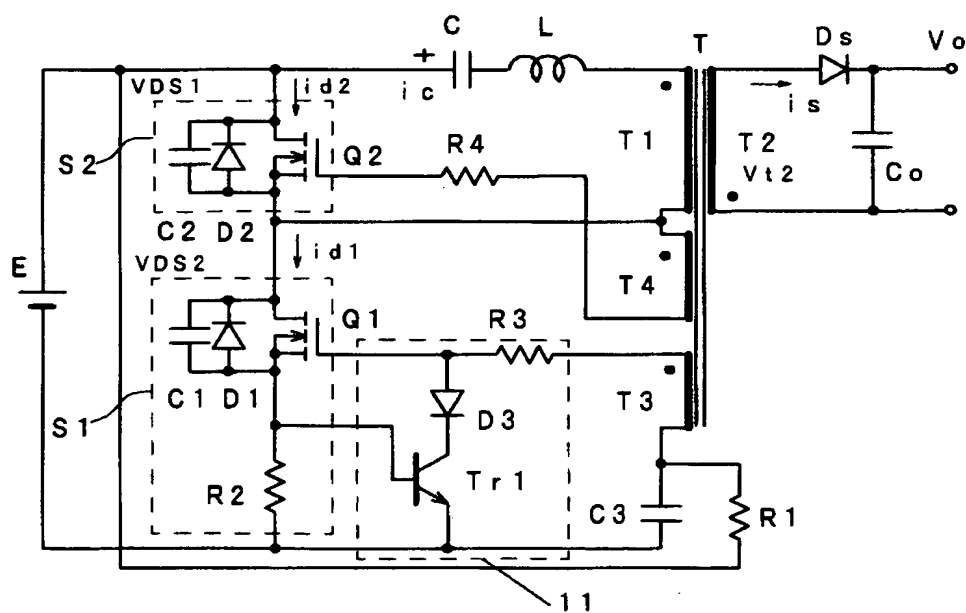 C
L
T
Ds
Vo
VDS1
id2
+
ic
is
S2
Q2
R4
T1
T2
Vt2
Co
C2
D2
id1
E
VDS2
T4
Q1
R3
C1
D1
D3
T3
S1
R2
Tr1
C3
R1
11